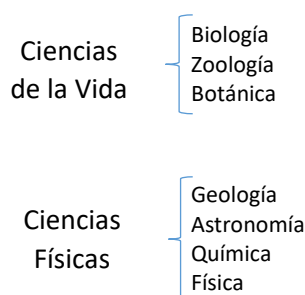 Ciencias
de la Vida
Biología
Zoología
Botánica
Ciencias
Físicas
Geología
Astronomía
Química
Física